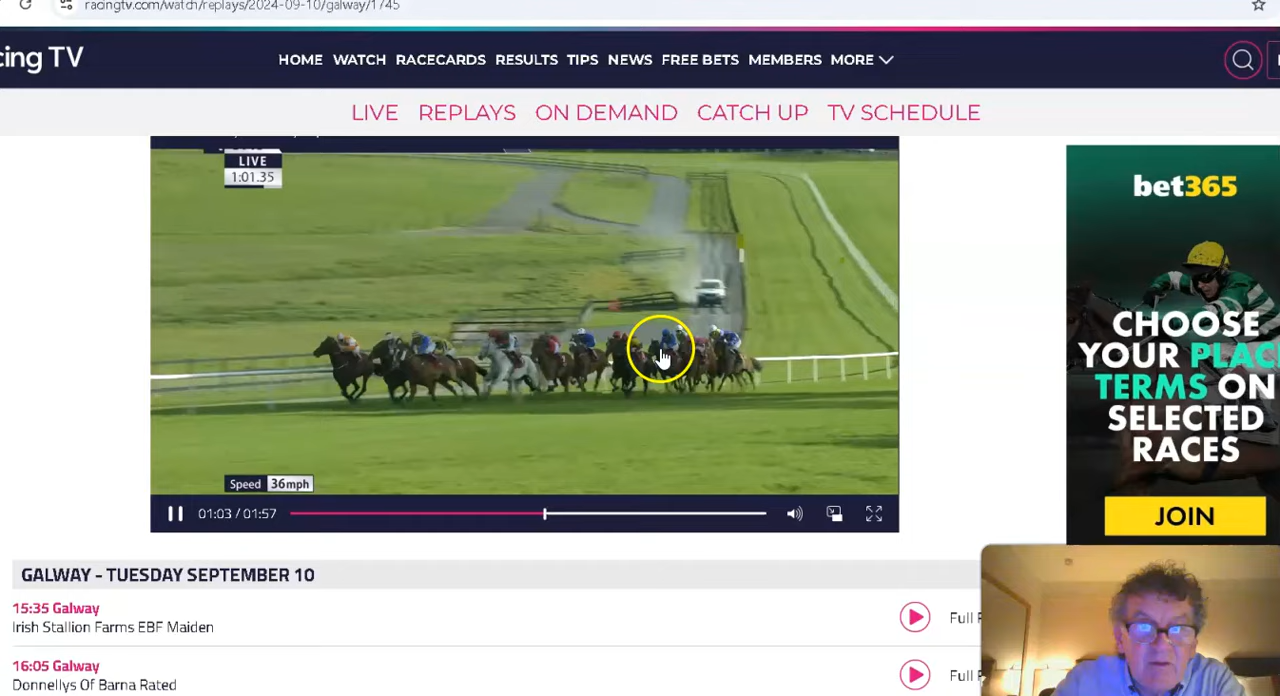 racingtv.com/watch/replays/2024-09-10/galway/1745
cing TV
HOME WATCH RACECARDS RESULTS TIPS NEWS FREE BETS MEMBERS MORE
LIVE REPLAYS ON DEMAND CATCH UP TV SCHEDULE
LIVE
1:01.35
bet365
CHOOSE
YOUR PLACE
TERMS ON
SELECTED
RACES
JOIN
Speed 36mph
01:03 / 01:57
GALWAY - TUESDAY SEPTEMBER 10
15:35 Galway
Irish Stallion Farms EBF Maiden
Full
16:05 Galway
Donnellys Of Barna Rated
Full